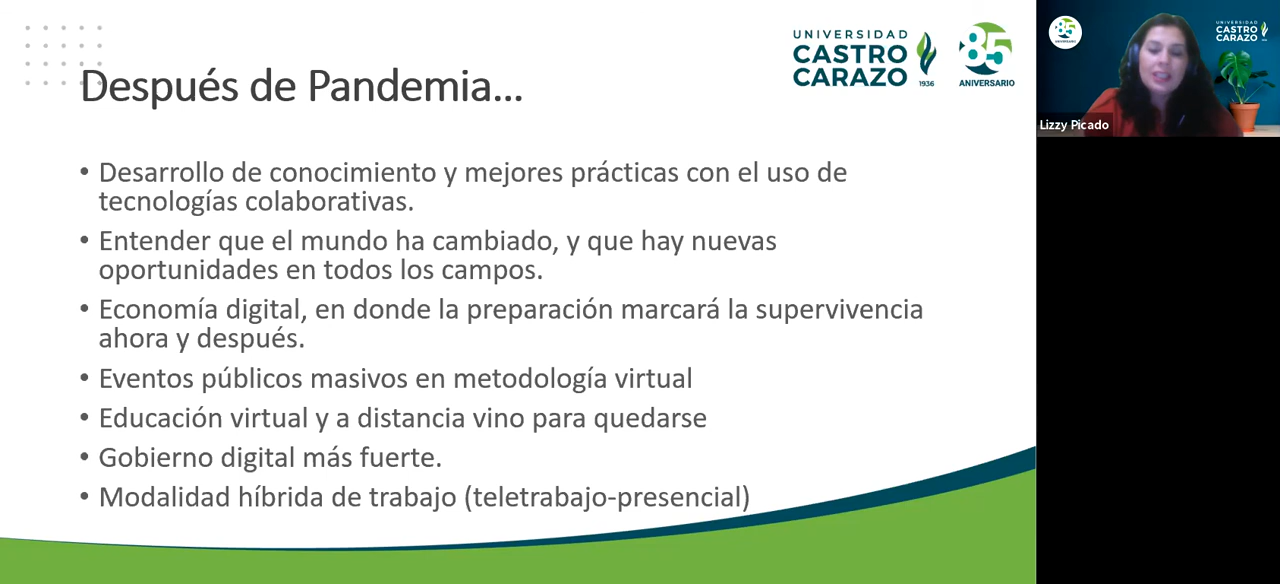 UNIVERSIDAD
CASTRO
CARAZO
1936
85
ANIVERSARIO
Después de Pandemia...
• Desarrollo de conocimiento y mejores prácticas con el uso de
tecnologías colaborativas.
• Entender que el mundo ha cambiado, y que hay nuevas
oportunidades en todos los campos.
• Economía digital, en donde la preparación marcará la supervivencia
ahora y después.
• Eventos públicos masivos en metodología virtual
• Educación virtual y a distancia vino para quedarse
• Gobierno digital más fuerte.
• Modalidad híbrida de trabajo (teletrabajo-presencial)
85
UNIVERSIDAD
CASTRO
CARAZO
Lizzy Picado